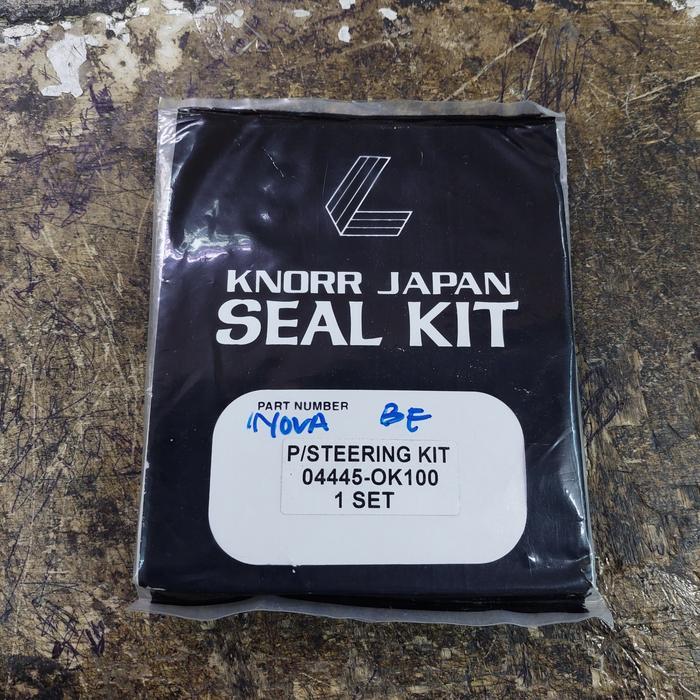 KNORR JAPAN
SEAL KIT
PART NUMBER
INOVA BE
P/STEERING KIT
04445-OK100
1 SET